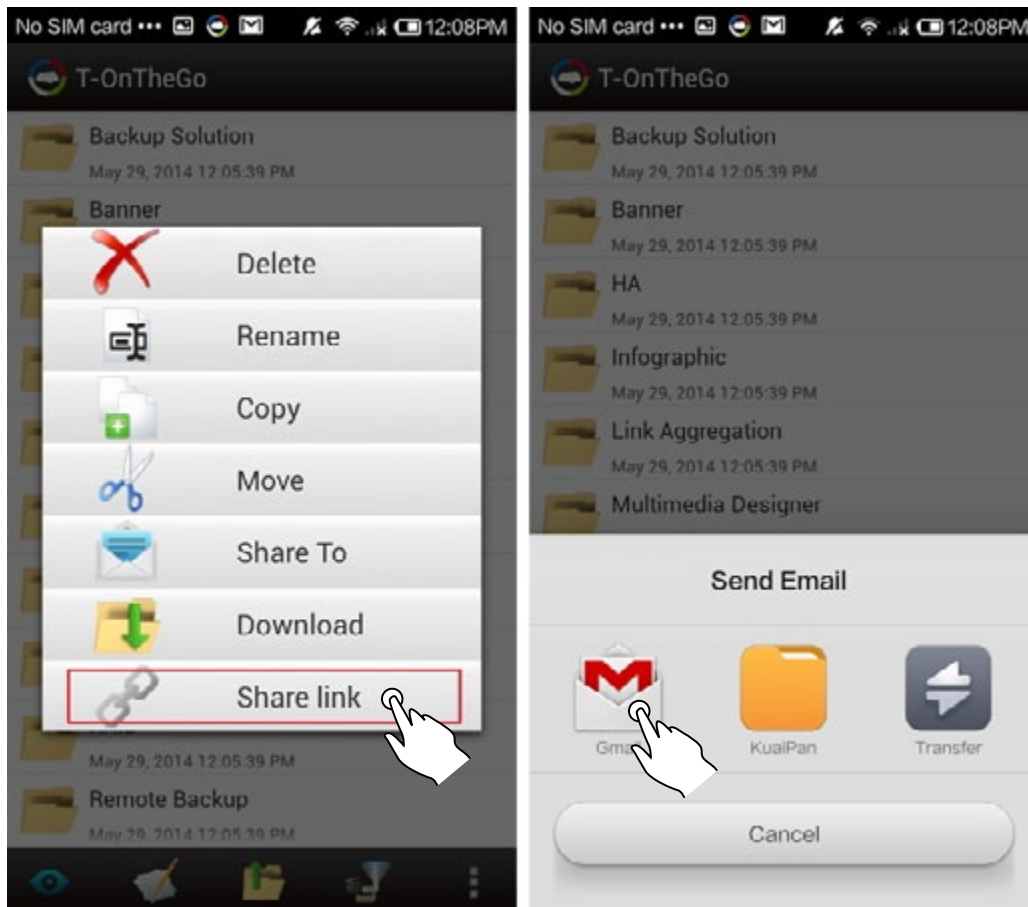 No SIM card ••• 12:08PM
T-OnTheGo
Backup Solution
May 29, 2014 12:05:39 PM
Banner
Delete
Rename
Copy
Move
Share To
Download
Share link
May 29, 2014 12:05:39 PM
Remote Backup
May 29, 2014 12:05:39 PM
No SIM card ••• 12:08PM
T-OnTheGo
Backup Solution
May 29, 2014 12:05:39 PM
Banner
May 29, 2014 12:05:39 PM
HA
May 29, 2014 12:05:39 PM
Infographic
May 29, 2014 12:05:39 PM
Link Aggregation
May 29, 2014 12:05:39 PM
Multimedia Designer
Send Email
KuaiPan Transfer
Cancel